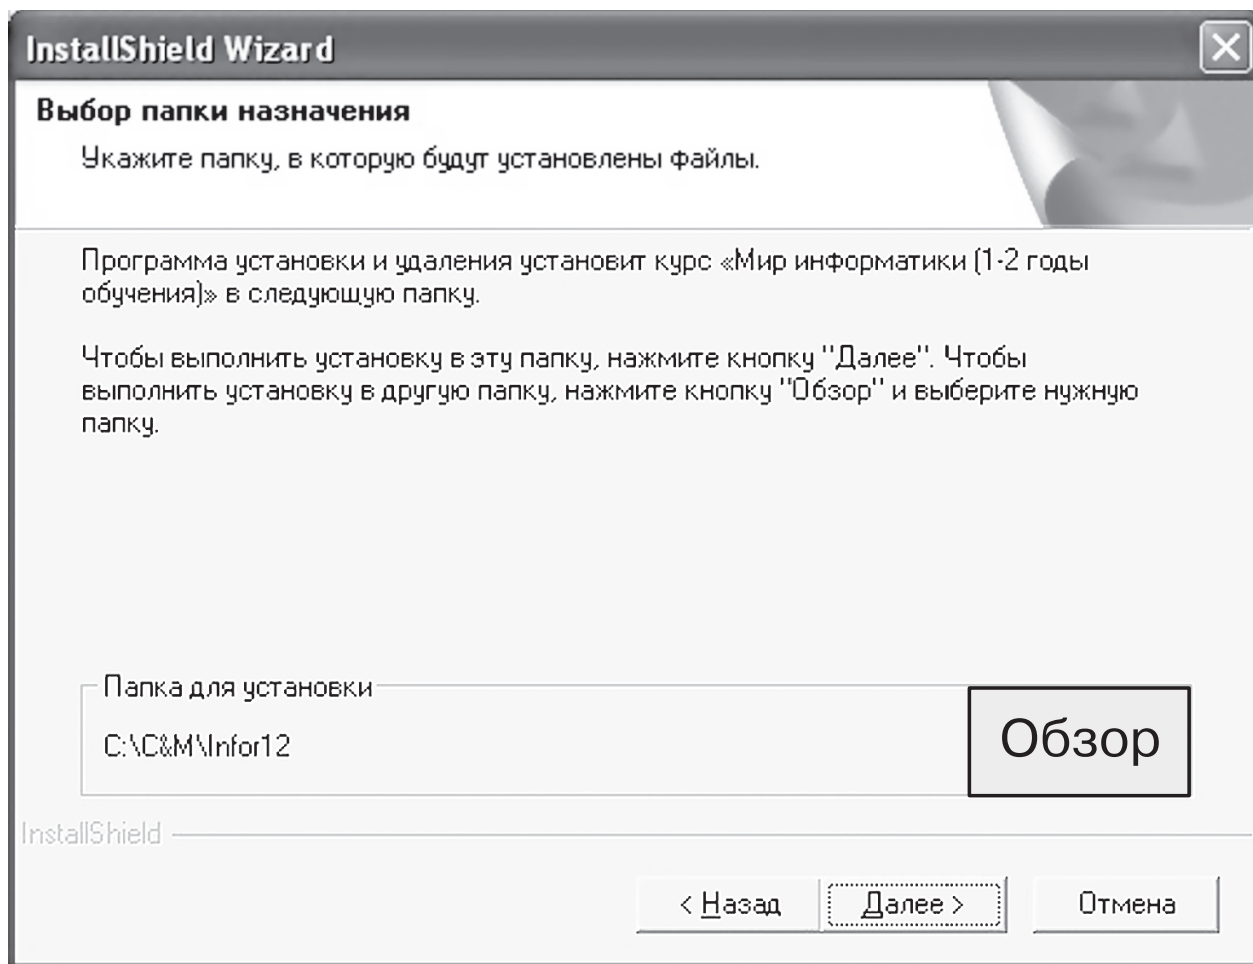 InstallShield Wizard
Выбор папки назначения
Укажите папку, в которую будут установлены файлы.
Программа установки и удаления установит курс «Мир информатики (1-2 годы
обучения)» в следующую папку.
Чтобы выполнить установку в эту папку, нажмите кнопку "Далее". Чтобы
выполнить установку в другую папку, нажмите кнопку "Обзор" и выберите нужную
папку.
Папка для установки
C:\C&M\Infor12
Обзор
InstallShield
< Назад
Далее >
Отмена